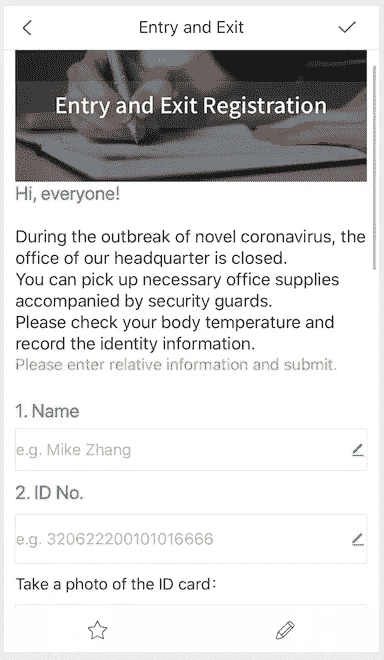 Entry and Exit
Entry and Exit Registration
Hi, everyone!
During the outbreak of novel coronavirus, the
office of our headquarter is closed.
You can pick up necessary office supplies
accompanied by security guards.
Please check your body temperature and
record the identity information.
Please enter relative information and submit.
1. Name
e.g. Mike Zhang
2. ID No.
e.g. 320622200101016666
Take a photo of the ID card: